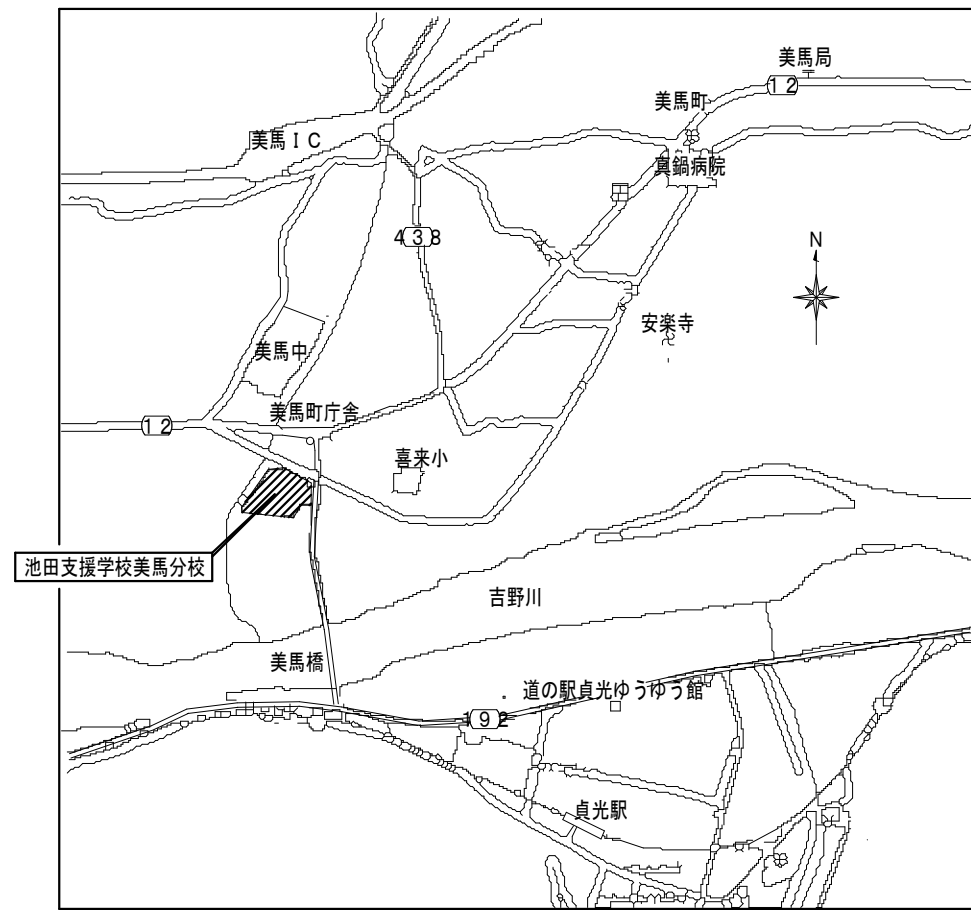 美馬局
12
美馬町
美馬IC
真鍋病院
438
N
安楽寺
美馬中
美馬町庁舎
12
喜来小
池田支援学校美馬分校
吉野川
美馬橋
道の駅貞光ゆうゆう館
192
貞光駅